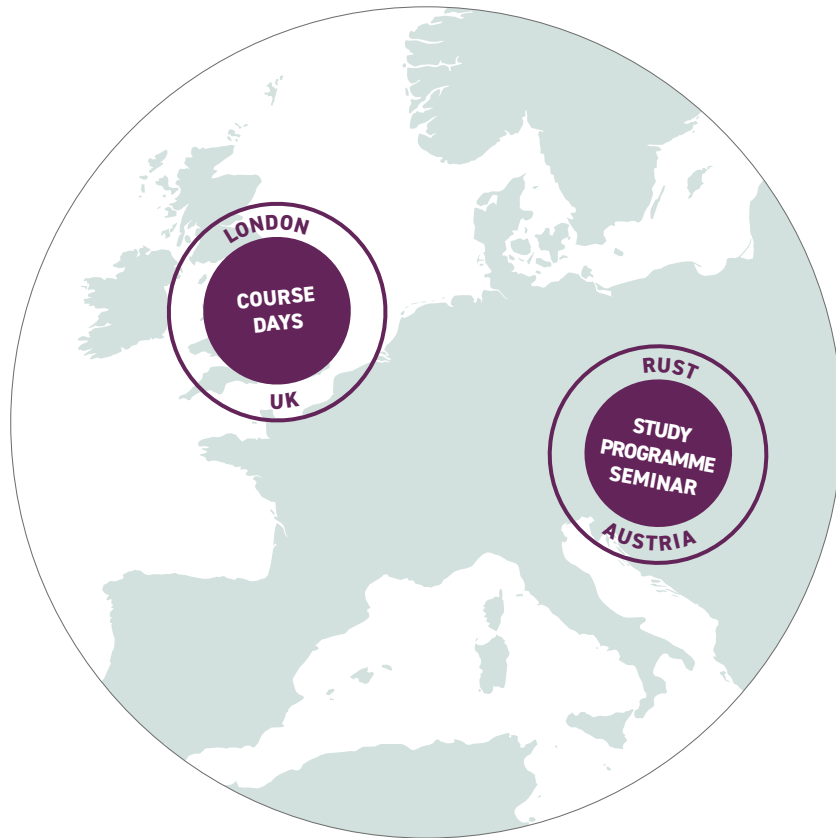 LONDON
COURSE
DAYS
UK
RUST
STUDY
PROGRAMME
SEMINAR
AUSTRIA